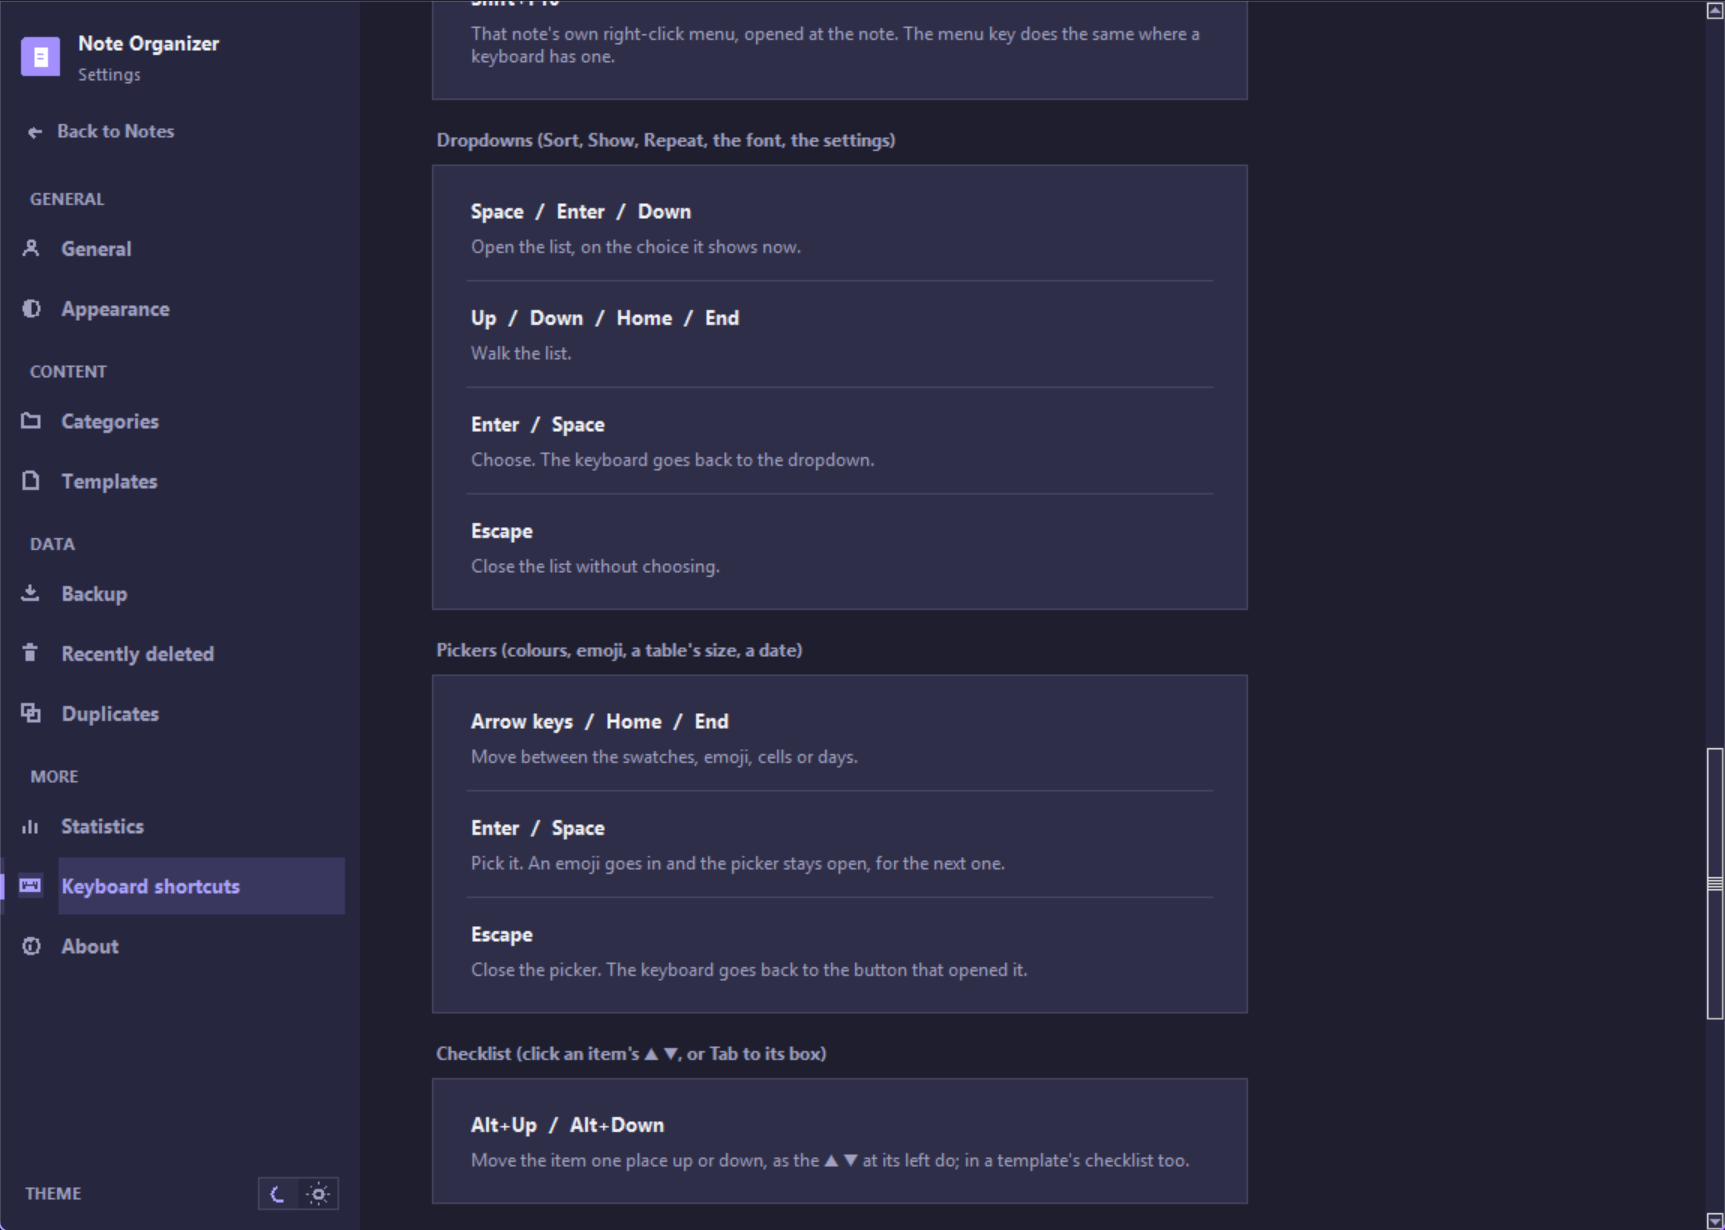 Note Organizer
Settings
Back to Notes
GENERAL
General
Appearance
CONTENT
Categories
Templates
DATA
Backup
Recently deleted
Duplicates
MORE
Statistics
Keyboard shortcuts
About
THEME
Shift+F10
That note's own right-click menu, opened at the note. The menu key does the same where a
keyboard has one.
Dropdowns (Sort, Show, Repeat, the font, the settings)
Space / Enter / Down
Open the list, on the choice it shows now.
Up / Down / Home / End
Walk the list.
Enter / Space
Choose. The keyboard goes back to the dropdown.
Escape
Close the list without choosing.
Pickers (colours, emoji, a table's size, a date)
Arrow keys / Home / End
Move between the swatches, emoji, cells or days.
Enter / Space
Pick it. An emoji goes in and the picker stays open, for the next one.
Escape
Close the picker. The keyboard goes back to the button that opened it.
Checklist (click an item's ▲ ▼, or Tab to its box)
Alt+Up / Alt+Down
Move the item one place up or down, as the ▲ ▼ at its left do; in a template's checklist too.